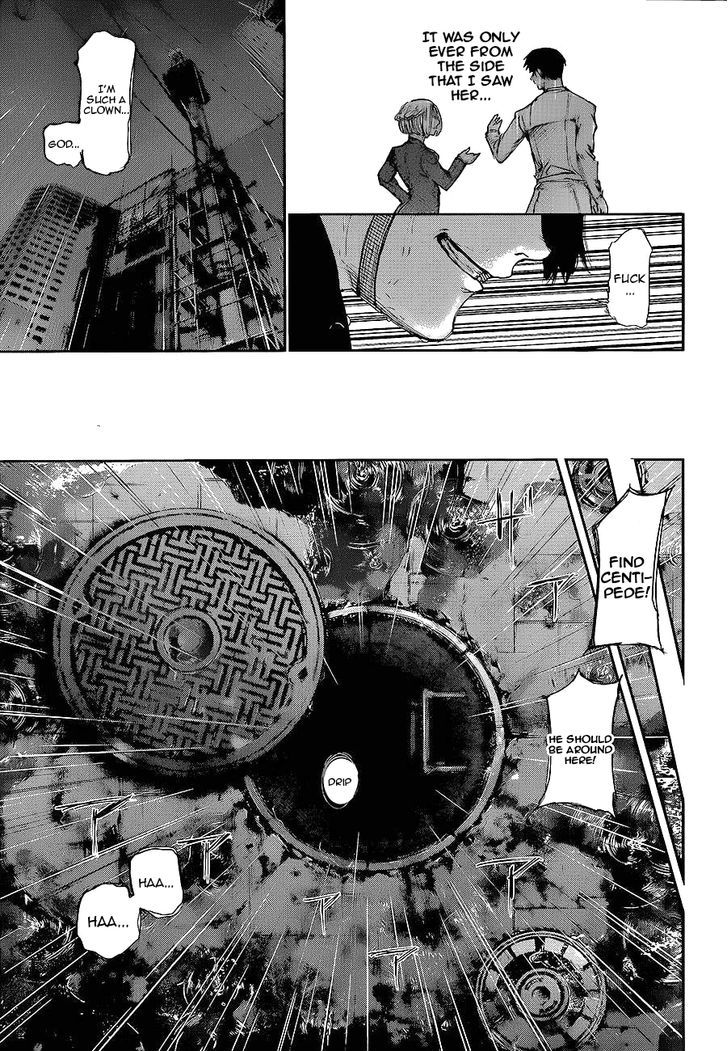 IT WAS ONLY
EVER FROM
THE SIDE
THAT I SAW
HER...
I'M
SUCH A
CLOWN...
GOD...
FUCK
...
FIND
CENTI-
PEDE!
HE SHOULD
BE AROUND
HERE!
DRIP
HAA...
HAA...